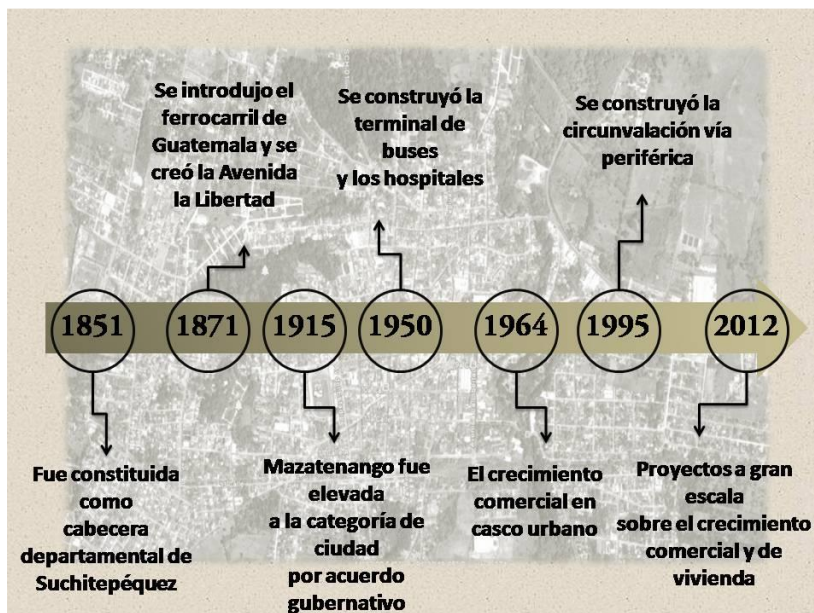 Se introdujo el
ferrocarril de
Guatemala y se
creó la Avenida
la Libertad
Se construyó la
terminal de
buses
y los hospitales
Se construyó la
circunvalación vía
periférica
1851
1871
1915
1950
1964
1995
2012
Fue constituida
como
cabecera
departamental de
Suchitepéquez
Mazatenango fue
elevada
a la categoría de
ciudad
por acuerdo
gubernativo
El crecimiento
comercial en
casco urbano
Proyectos a gran
escala
sobre el crecimiento
comercial y de
vivienda